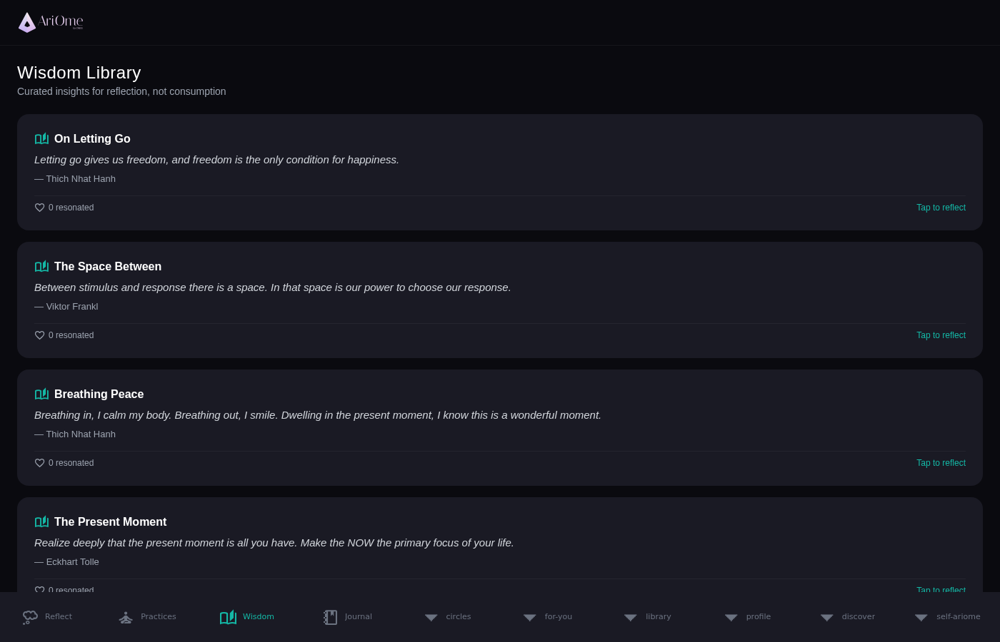 AriOme
Wisdom Library
Curated insights for reflection, not consumption
On Letting Go
Letting go gives us freedom, and freedom is the only condition for happiness.
— Thich Nhat Hanh
0 resonated
Tap to reflect
The Space Between
Between stimulus and response there is a space. In that space is our power to choose our response.
— Viktor Frankl
0 resonated
Tap to reflect
Breathing Peace
Breathing in, I calm my body. Breathing out, I smile. Dwelling in the present moment, I know this is a wonderful moment.
— Thich Nhat Hanh
0 resonated
Tap to reflect
The Present Moment
Realize deeply that the present moment is all you have. Make the NOW the primary focus of your life.
— Eckhart Tolle
0 resonated
Tap to reflect
Reflect
Practices
Wisdom
Journal
circles
for-you
library
profile
discover
self-ariome